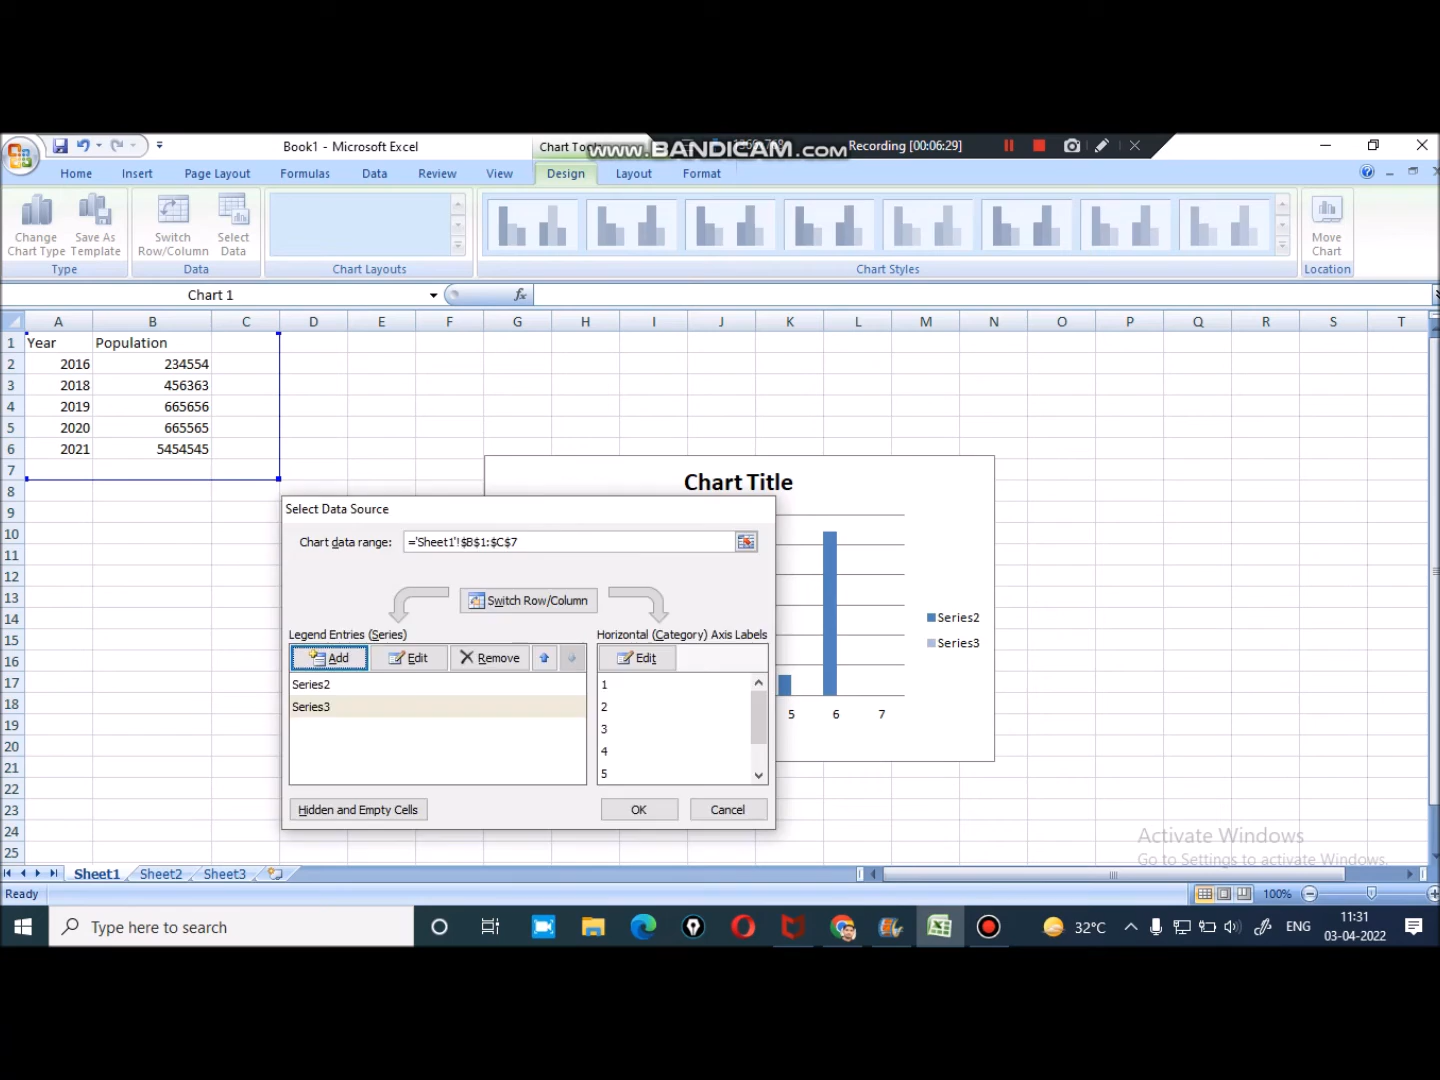 Book1 - Microsoft Excel
Chart Tools
www.BANDICAM.com
Recording [00:06:29]
Home Insert Page Layout Formulas Data Review View Design Layout Format
Change Chart Type
Save As Template
Switch Row/Column
Select Data
Move Chart
Type Data Chart Layouts Chart Styles Location
Chart 1 fx
A B C D E F G H I J K L M N O P Q R S T
1 Year Population
2 2016 234554
3 2018 456363
4 2019 665656
5 2020 665565
6 2021 5454545
7
8
9
10
11
12
13
14
15
16
17
18
19
20
21
22
23
24
25
Chart Title
5 6 7
Series2
Series3
Select Data Source
Chart data range: ='Sheet1'!$B$1:$C$7
Switch Row/Column
Legend Entries (Series)
Horizontal (Category) Axis Labels
Add Edit Remove
Edit
Series2
Series3
1
2
3
4
5
Hidden and Empty Cells
OK Cancel
Activate Windows
Go to Settings to activate Windows.
Sheet1 Sheet2 Sheet3
Ready
100%
Type here to search
32°C
ENG
11:31
03-04-2022